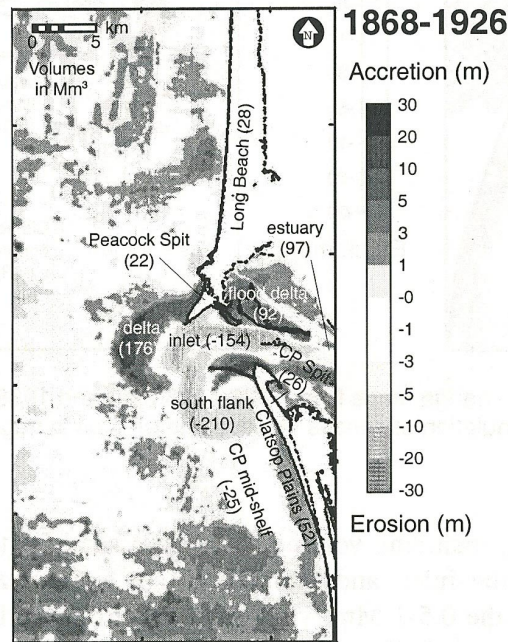 1868-1926
0 5 km
Volumes
in Mm³
N
Accretion (m)
30
20
10
5
3
1
-0
-1
-3
-5
-10
-20
-30
Erosion (m)
Long Beach (28)
Peacock Spit
(22)
estuary
(97)
flood delta
(92)
delta
(176)
inlet (-154)
CP Spit
(26)
south flank
(-210)
Clatsop Plains (52)
CP mid-shelf
(-25)